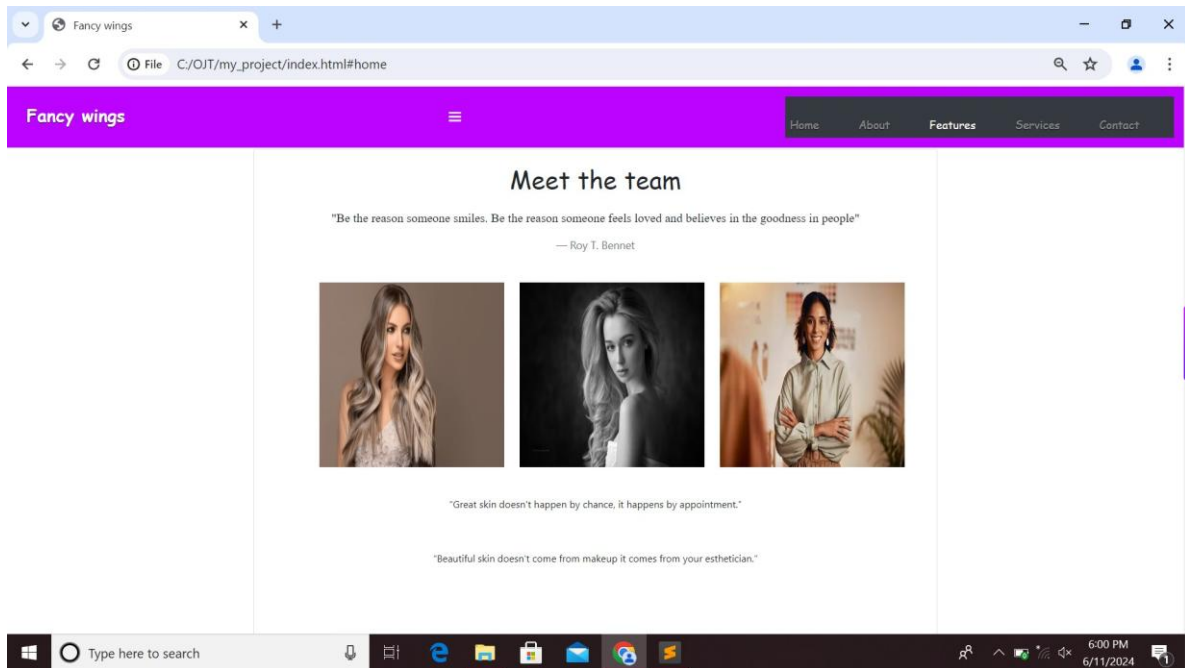 Fancy wings
File C:/OJT/my_project/index.html#home
Fancy wings
Home About Features Services Contact
Meet the team
"Be the reason someone smiles. Be the reason someone feels loved and believes in the goodness in people"
— Roy T. Bennet
"Great skin doesn't happen by chance, it happens by appointment."
"Beautiful skin doesn't come from makeup it comes from your esthetician."
Type here to search
6:00 PM
6/11/2024
1